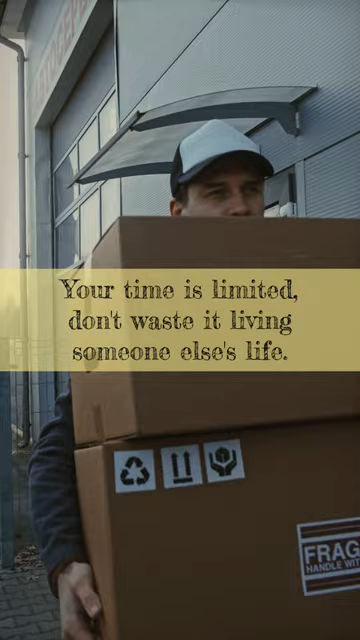 Your time is limited,
don't waste it living
someone else's life.
FRAG
HANDLE WIT